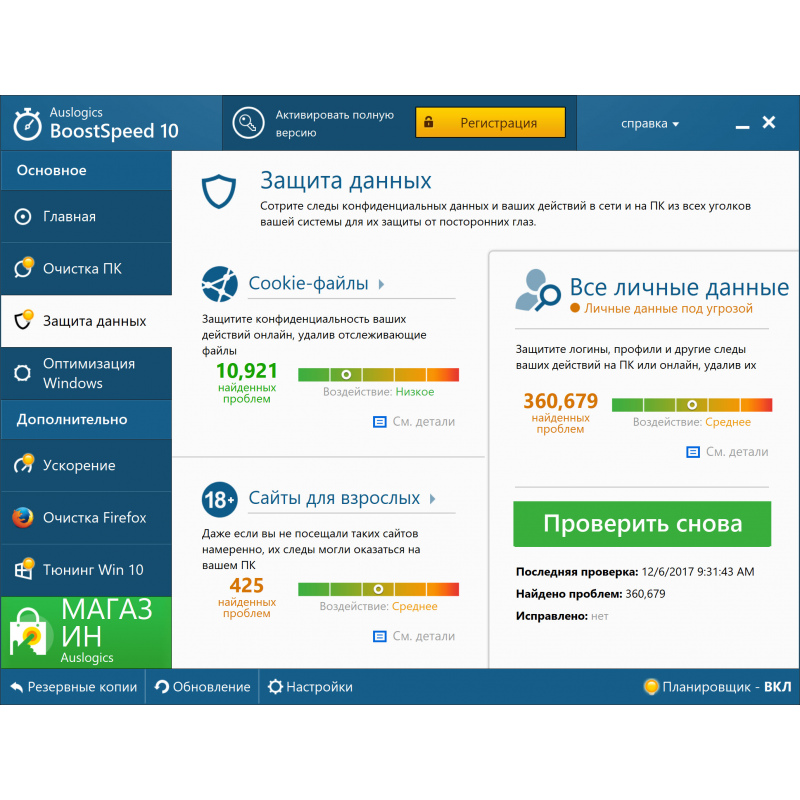 Auslogics
BoostSpeed 10
Активировать полную
версию
Регистрация
справка
Основное
Главная
Очистка ПК
Защита данных
Оптимизация
Windows
Дополнительно
Ускорение
Очистка Firefox
Тюнинг Win 10
МАГАЗ
ИН
Auslogics
Защита данных
Сотрите следы конфиденциальных данных и ваших действий в сети и на ПК из всех уголков
вашей системы для их защиты от посторонних глаз.
Cookie-файлы
Защитите конфиденциальность ваших
действий онлайн, удалив отслеживающие
файлы
10,921
найденных
проблем
Воздействие: Низкое
См. детали
18+
Сайты для взрослых
Даже если вы не посещали таких сайтов
намеренно, их следы могли оказаться на
вашем ПК
425
найденных
проблем
Воздействие: Среднее
См. детали
Все личные данные
Личные данные под угрозой
Защитите логины, профили и другие следы
ваших действий на ПК или онлайн, удалив их
360,679
найденных
проблем
Воздействие: Среднее
См. детали
Проверить снова
Последняя проверка: 12/6/2017 9:31:43 AM
Найдено проблем: 360,679
Исправлено: нет
Резервные копии
Обновление
Настройки
Планировщик - ВКЛ